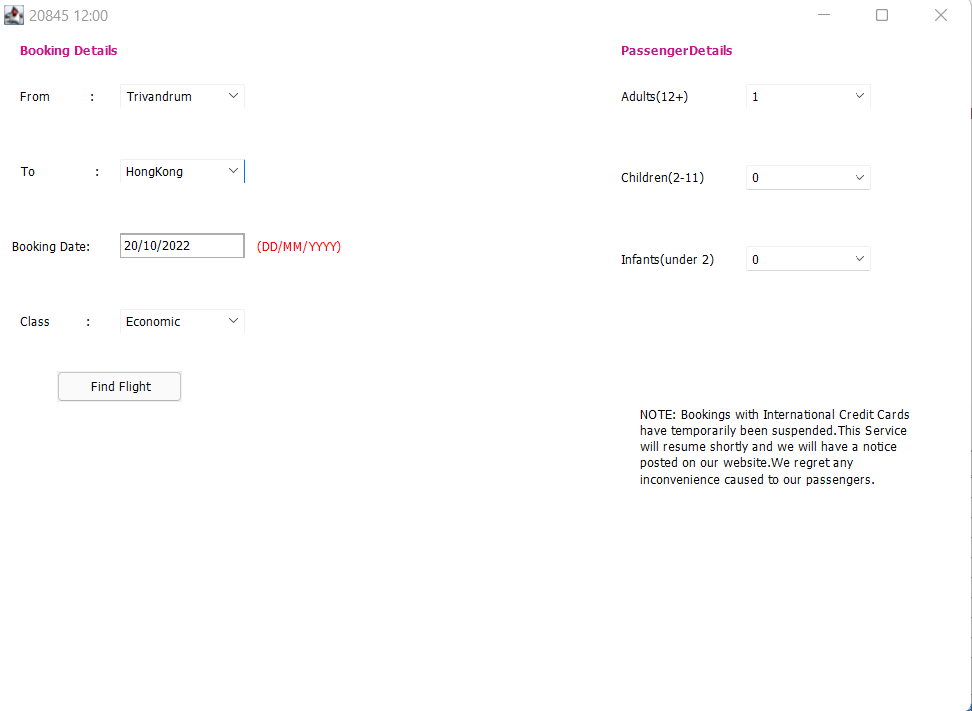 20845 12:00
Booking Details
From : Trivandrum
To : HongKong
Booking Date: 20/10/2022 (DD/MM/YYYY)
Class : Economic
Find Flight
PassengerDetails
Adults(12+) 1
Children(2-11) 0
Infants(under 2) 0
NOTE: Bookings with International Credit Cards
have temporarily been suspended.This Service
will resume shortly and we will have a notice
posted on our website.We regret any
inconvenience caused to our passengers.